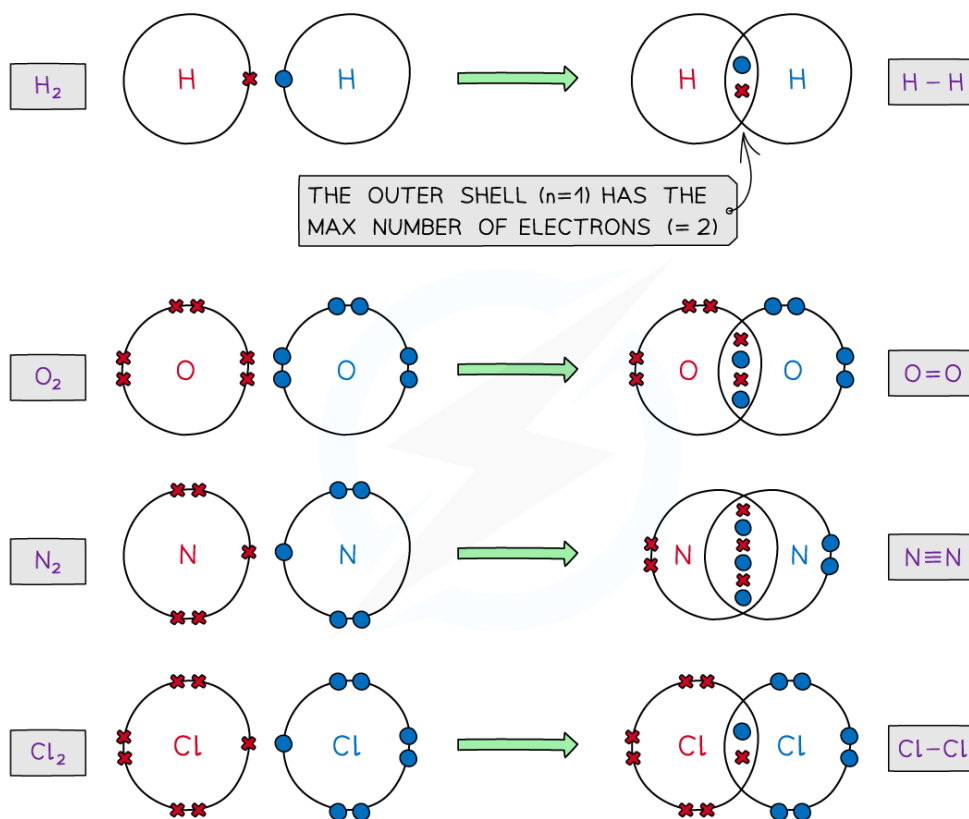 H₂ H H H H H – H
THE OUTER SHELL (n=1) HAS THE
MAX NUMBER OF ELECTRONS (= 2)
O₂ O O O O O=O
N₂ N N N N N≡N
Cl₂ Cl Cl Cl Cl Cl–Cl